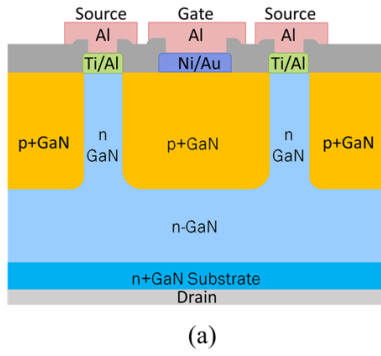 Source Gate Source
Al Al Al
Ti/Al Ni/Au Ti/Al
n n
p+GaN GaN p+GaN GaN p+GaN
n-GaN
n+GaN Substrate
Drain
(a)